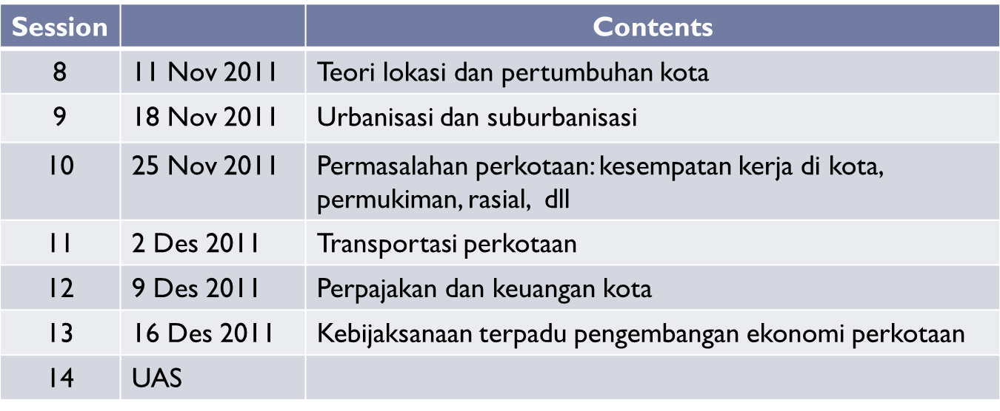 Session Contents
8 11 Nov 2011 Teori lokasi dan pertumbuhan kota
9 18 Nov 2011 Urbanisasi dan suburbanisasi
10 25 Nov 2011 Permasalahan perkotaan: kesempatan kerja di kota,
permukiman, rasial, dll
11 2 Des 2011 Transportasi perkotaan
12 9 Des 2011 Perpajakan dan keuangan kota
13 16 Des 2011 Kebijaksanaan terpadu pengembangan ekonomi perkotaan
14 UAS